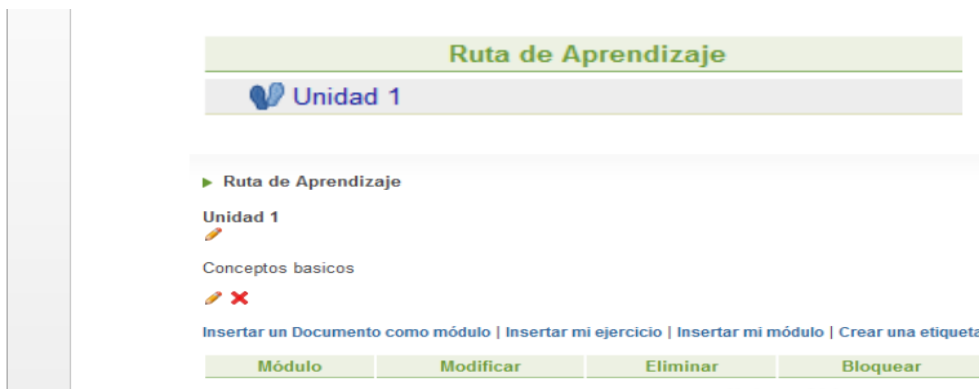 Ruta de Aprendizaje
Unidad 1
Ruta de Aprendizaje
Unidad 1
Conceptos basicos
Insertar un Documento como módulo | Insertar mi ejercicio | Insertar mi módulo | Crear una etiqueta
Módulo Modificar Eliminar Bloquear